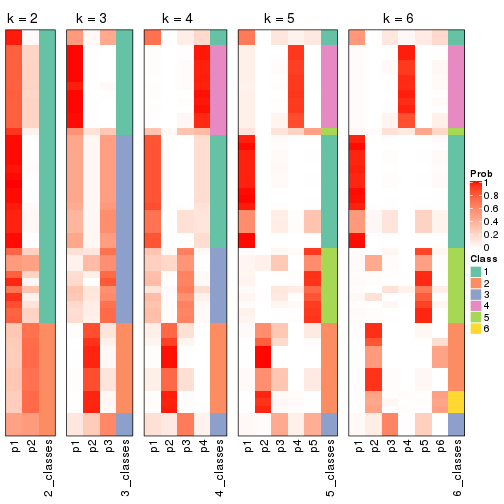 k = 2
k = 3
k = 4
k = 5
k = 6
Prob
1
0.8
0.6
0.4
0.2
0
Class
1
2
3
4
5
6
p1
p2
2_classes
p1
p2
p3
3_classes
p1
p2
p3
p4
4_classes
p1
p2
p3
p4
p5
5_classes
p1
p2
p3
p4
p5
p6
6_classes